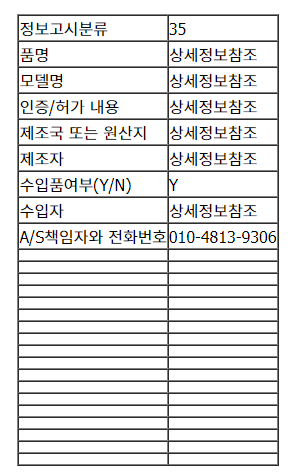 정보고시분류 35
품명 상세정보참조
모델명 상세정보참조
인증/허가 내용 상세정보참조
제조국 또는 원산지 상세정보참조
제조자 상세정보참조
수입품여부(Y/N) Y
수입자 상세정보참조
A/S책임자와 전화번호 010-4813-9306